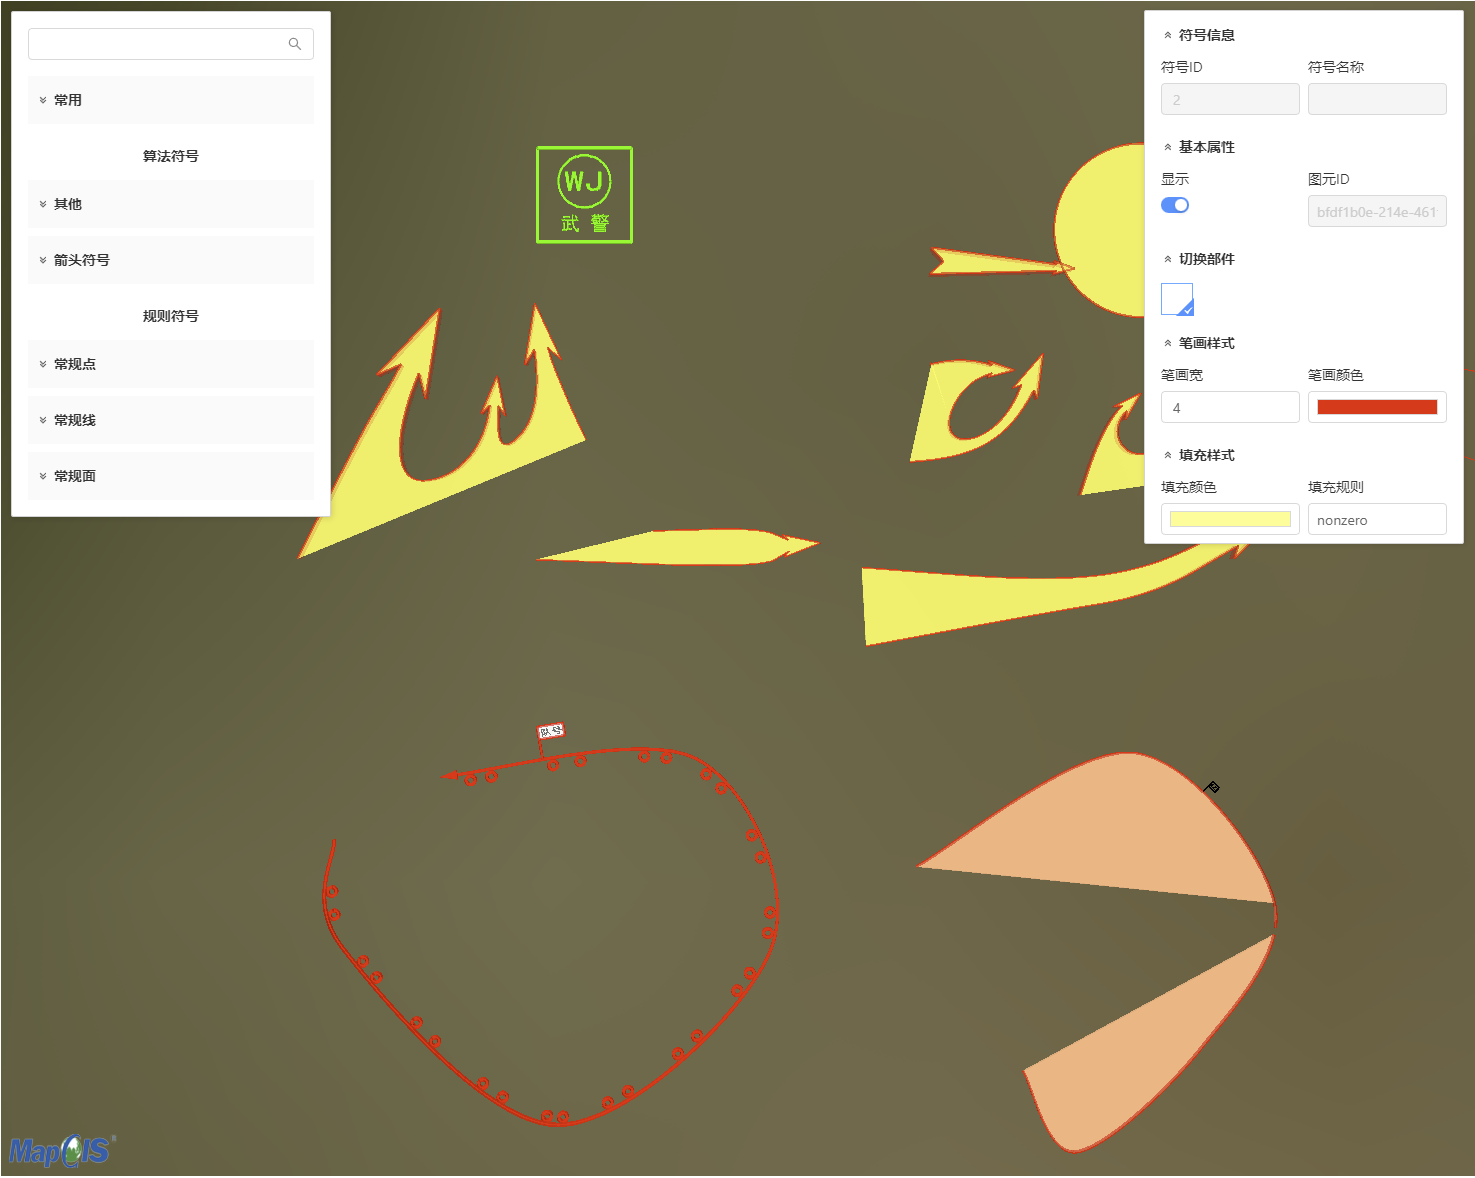 常用
算法符号
其他
箭头符号
规则符号
常规点
常规线
常规面
WJ
武警
队号
符号信息
符号ID 符号名称
2
基本属性
显示 图元ID
bfdf1b0e-214e-461
切换部件
笔画样式
笔画宽 笔画颜色
4
填充样式
填充颜色 填充规则
nonzero
MapGIS